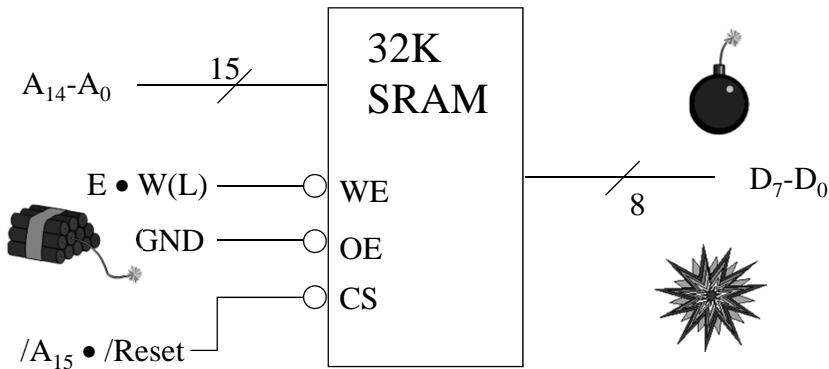 32K
SRAM
15
A₁₄-A₀
E • W(L)
WE
D₇-D₀
8
GND
OE
CS
/A₁₅ • /Reset